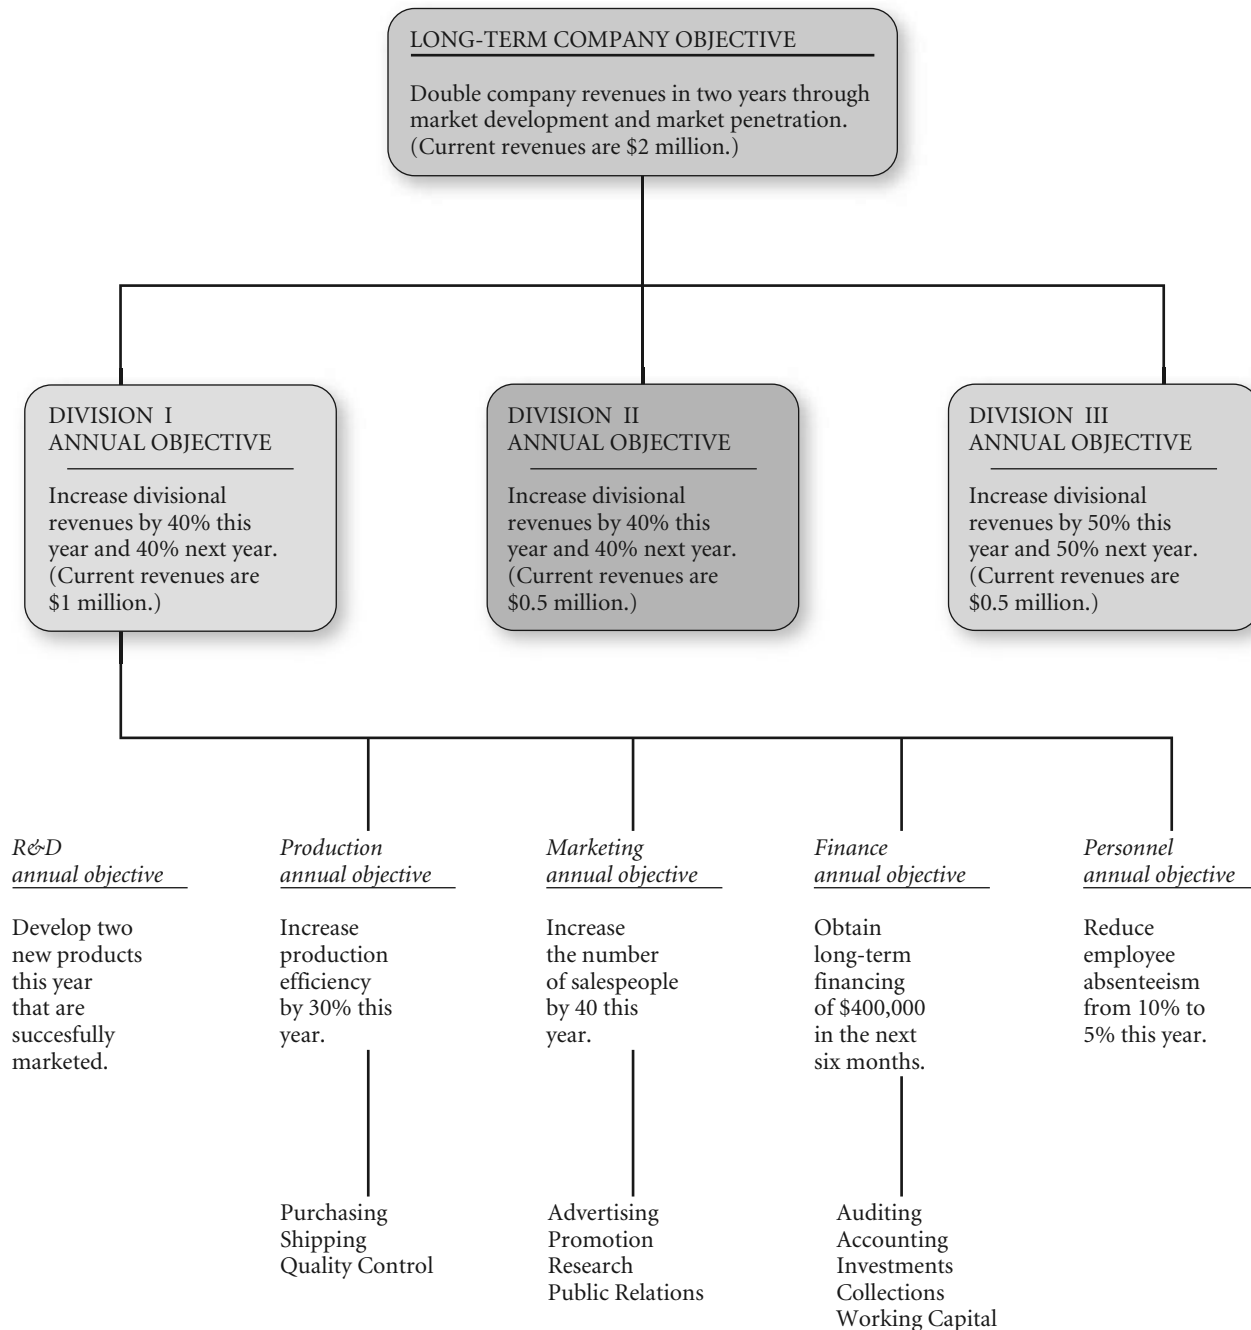 LONG-TERM COMPANY OBJECTIVE
Double company revenues in two years through
market development and market penetration.
(Current revenues are $2 million.)
DIVISION I
ANNUAL OBJECTIVE
Increase divisional
revenues by 40% this
year and 40% next year.
(Current revenues are
$1 million.)
DIVISION II
ANNUAL OBJECTIVE
Increase divisional
revenues by 40% this
year and 40% next year.
(Current revenues are
$0.5 million.)
DIVISION III
ANNUAL OBJECTIVE
Increase divisional
revenues by 50% this
year and 50% next year.
(Current revenues are
$0.5 million.)
R&D
annual objective
Develop two
new products
this year
that are
succesfully
marketed.
Production
annual objective
Increase
production
efficiency
by 30% this
year.
Purchasing
Shipping
Quality Control
Marketing
annual objective
Increase
the number
of salespeople
by 40 this
year.
Advertising
Promotion
Research
Public Relations
Finance
annual objective
Obtain
long-term
financing
of $400,000
in the next
six months.
Auditing
Accounting
Investments
Collections
Working Capital
Personnel
annual objective
Reduce
employee
absenteeism
from 10% to
5% this year.